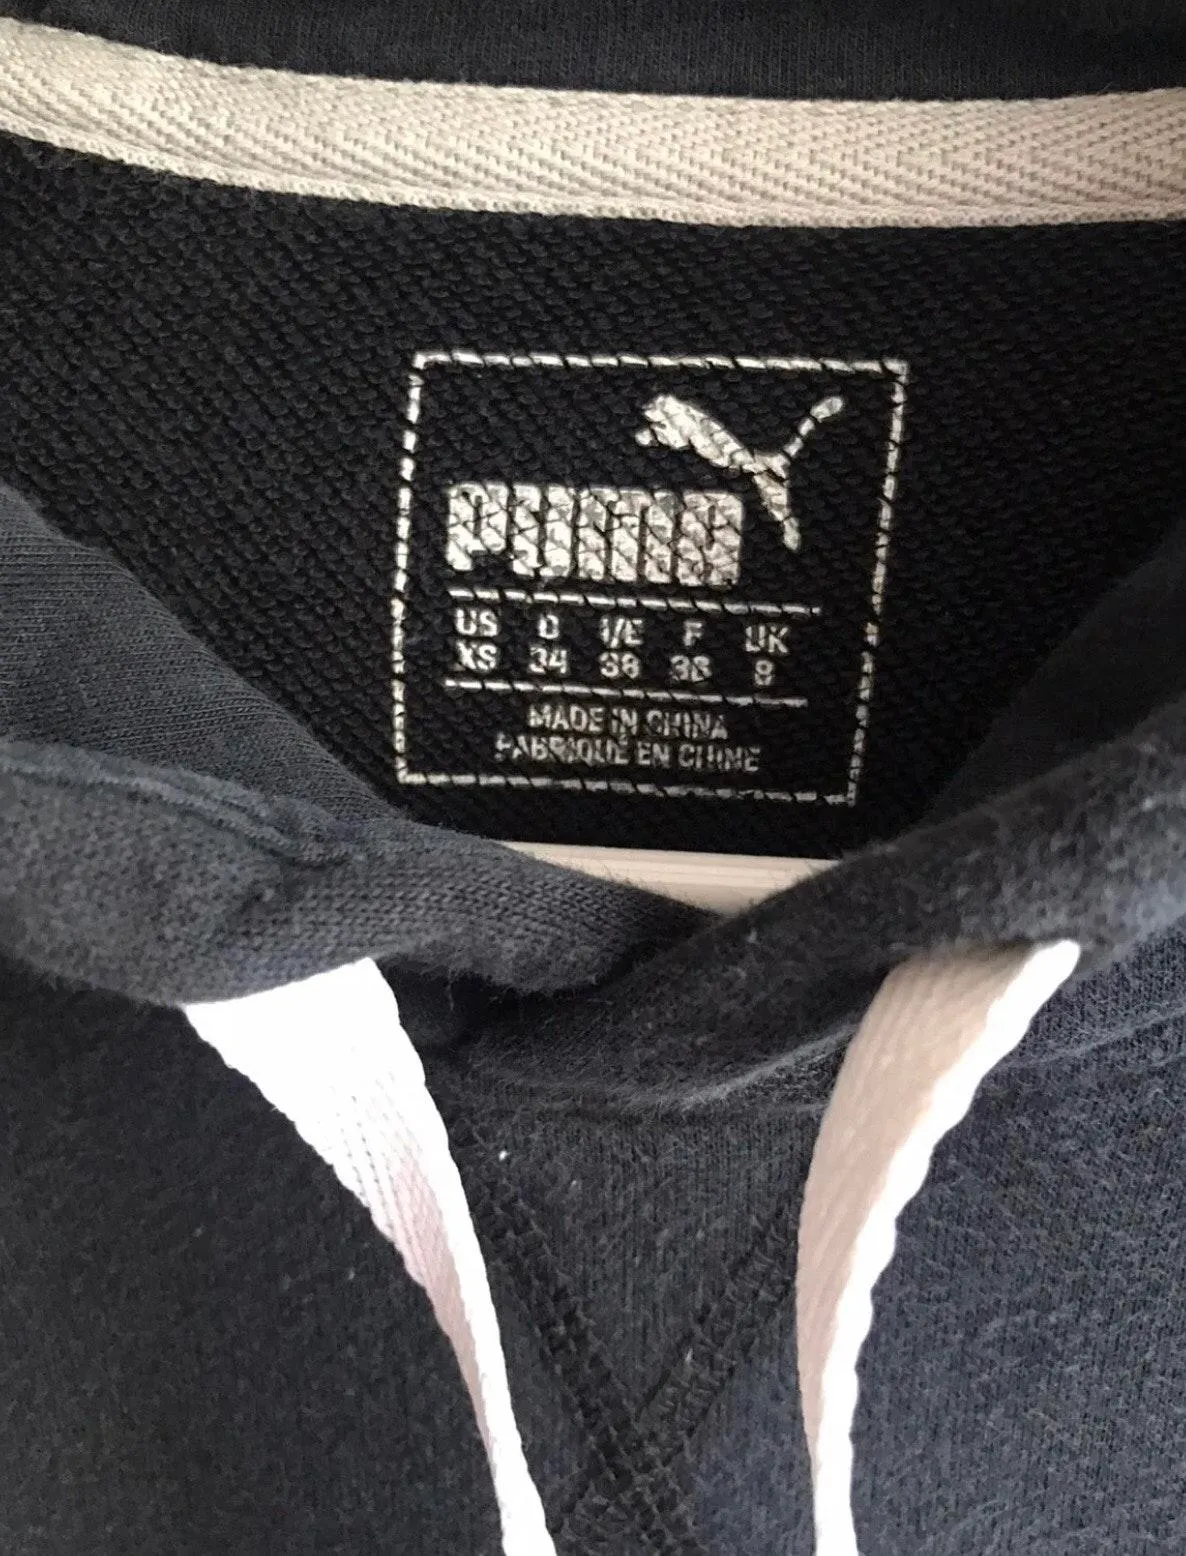 PUMA
US D I/E F UK
XS 34 38 36 8
MADE IN CHINA
FABRIQUÉ EN CHINE